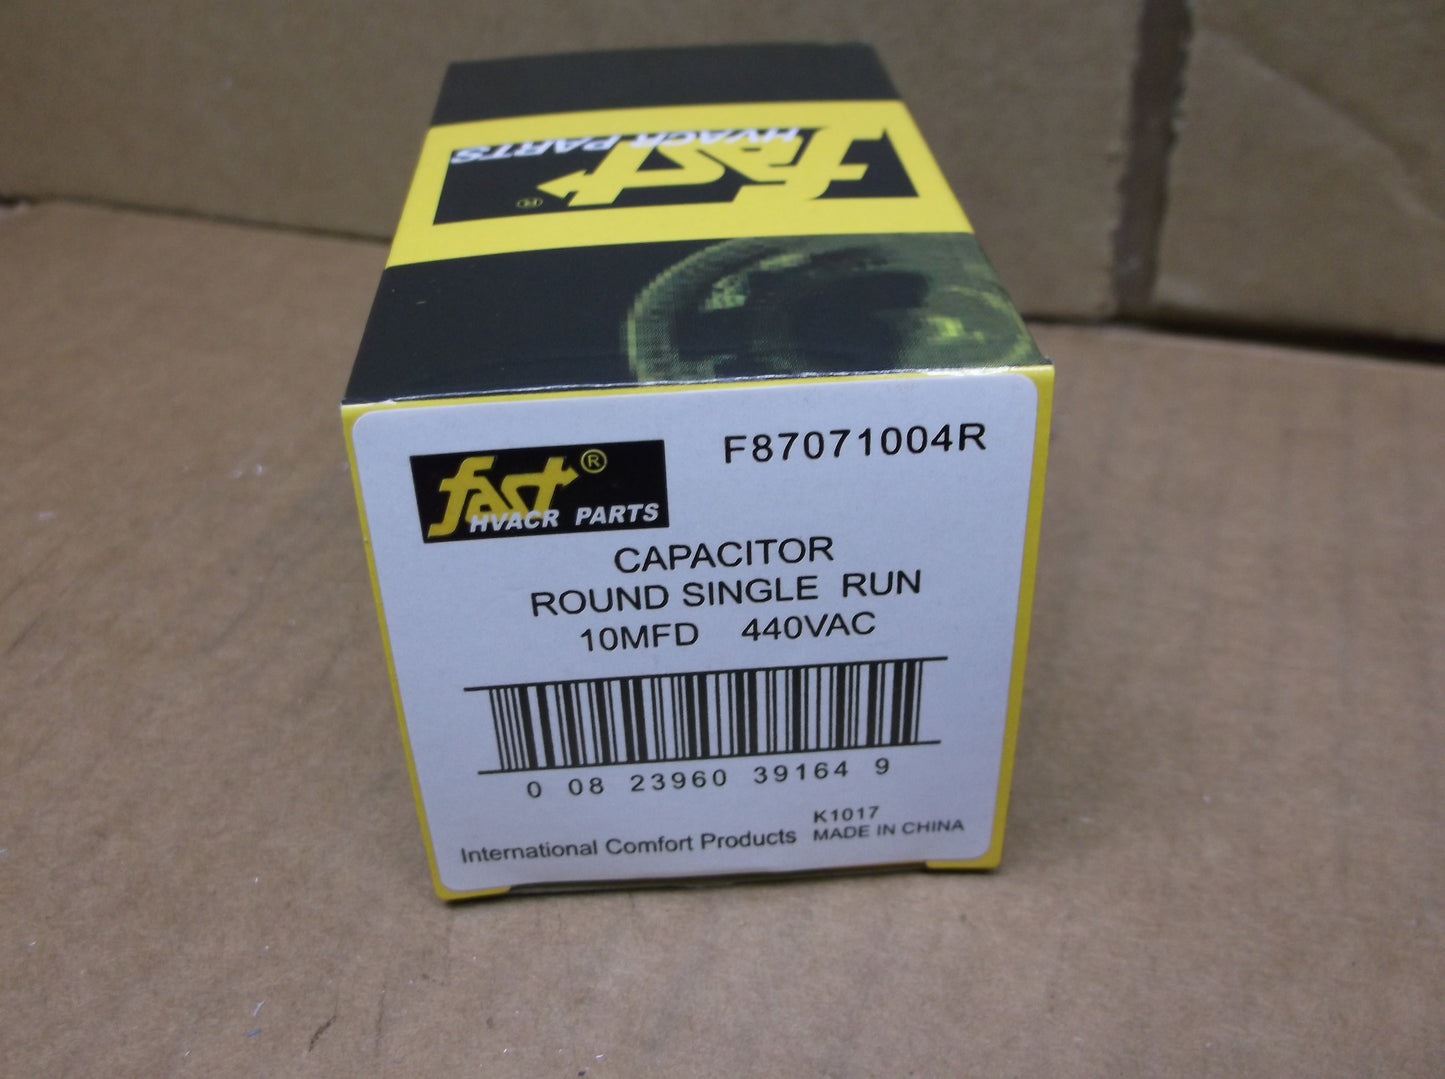 fast ®
HVACR PARTS
fast ®
HVACR PARTS
F87071004R
CAPACITOR
ROUND SINGLE RUN
10MFD 440VAC
0 08 23960 39164 9
International Comfort Products
K1017
MADE IN CHINA